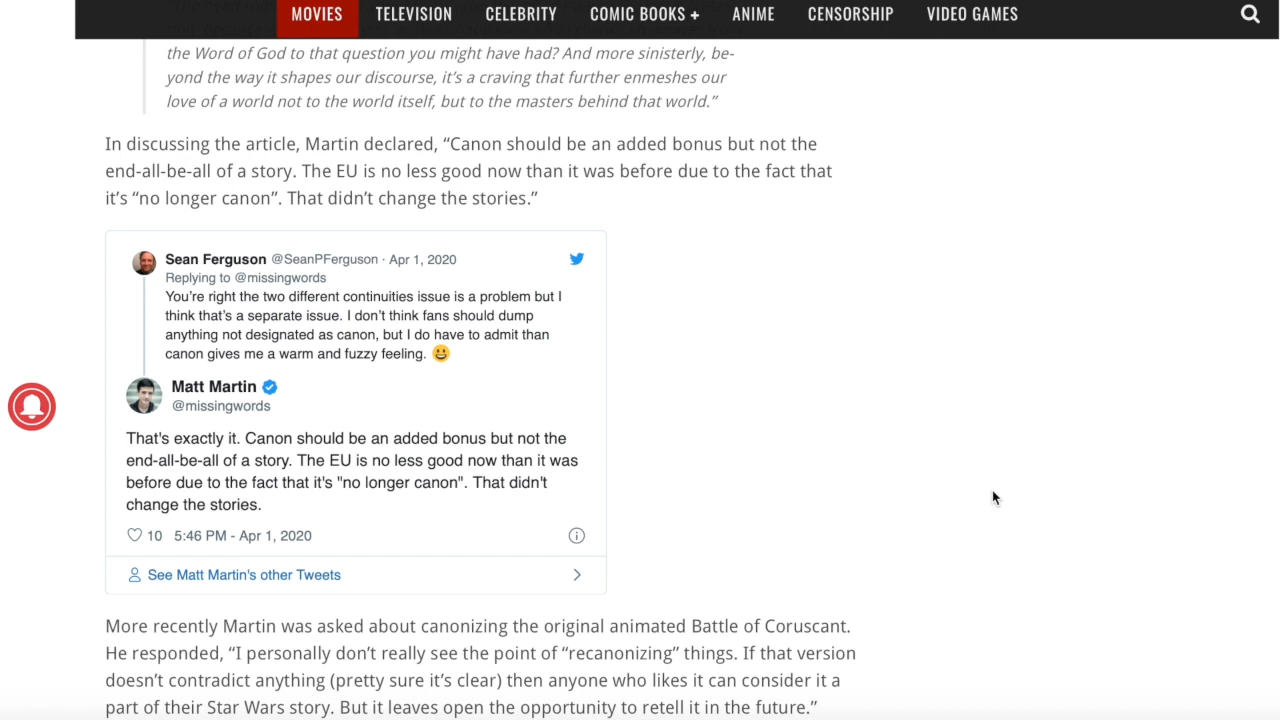 MOVIES TELEVISION CELEBRITY COMIC BOOKS + ANIME CENSORSHIP VIDEO GAMES
the Word of God to that question you might have had? And more sinisterly, be-
yond the way it shapes our discourse, it’s a craving that further enmeshes our
love of a world not to the world itself, but to the masters behind that world.”
In discussing the article, Martin declared, “Canon should be an added bonus but not the
end-all-be-all of a story. The EU is no less good now than it was before due to the fact that
it’s “no longer canon”. That didn’t change the stories.”
Sean Ferguson @SeanPFerguson · Apr 1, 2020
Replying to @missingwords
You’re right the two different continuities issue is a problem but I
think that’s a separate issue. I don’t think fans should dump
anything not designated as canon, but I do have to admit than
canon gives me a warm and fuzzy feeling. 😀
Matt Martin
@missingwords
That's exactly it. Canon should be an added bonus but not the
end-all-be-all of a story. The EU is no less good now than it was
before due to the fact that it's "no longer canon". That didn't
change the stories.
10 5:46 PM - Apr 1, 2020
See Matt Martin's other Tweets
More recently Martin was asked about canonizing the original animated Battle of Coruscant.
He responded, “I personally don’t really see the point of “recanonizing” things. If that version
doesn’t contradict anything (pretty sure it’s clear) then anyone who likes it can consider it a
part of their Star Wars story. But it leaves open the opportunity to retell it in the future.”